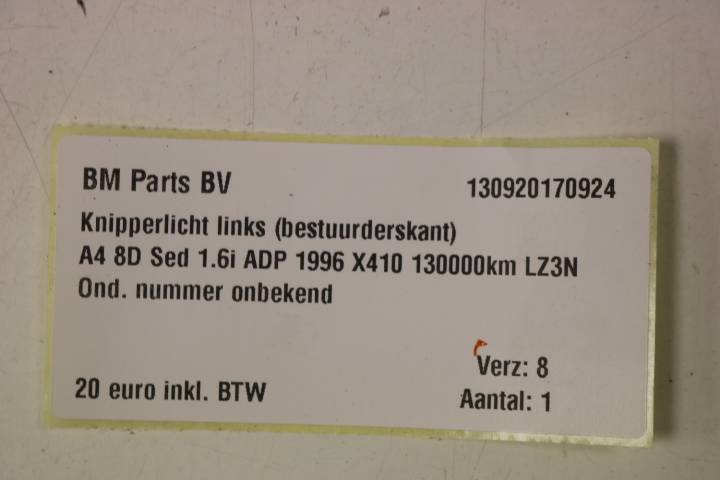 BM Parts BV 130920170924
Knipperlicht links (bestuurderskant)
A4 8D Sed 1.6i ADP 1996 X410 130000km LZ3N
Ond. nummer onbekend
Verz: 8
20 euro inkl. BTW Aantal: 1